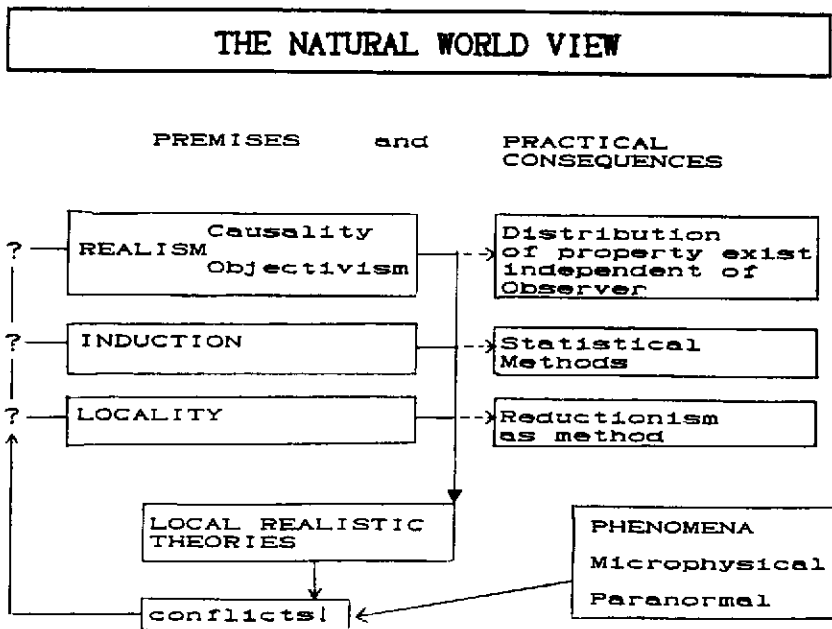 THE NATURAL WORLD VIEW
PREMISES and PRACTICAL
CONSEQUENCES
? REALISM Causality
Objectivism
Distribution
of property exist
independent of
Observer
? INDUCTION
Statistical
Methods
? LOCALITY
Reductionism
as method
LOCAL REALISTIC
THEORIES
PHENOMENA
Microphysical
Paranormal
conflicts!